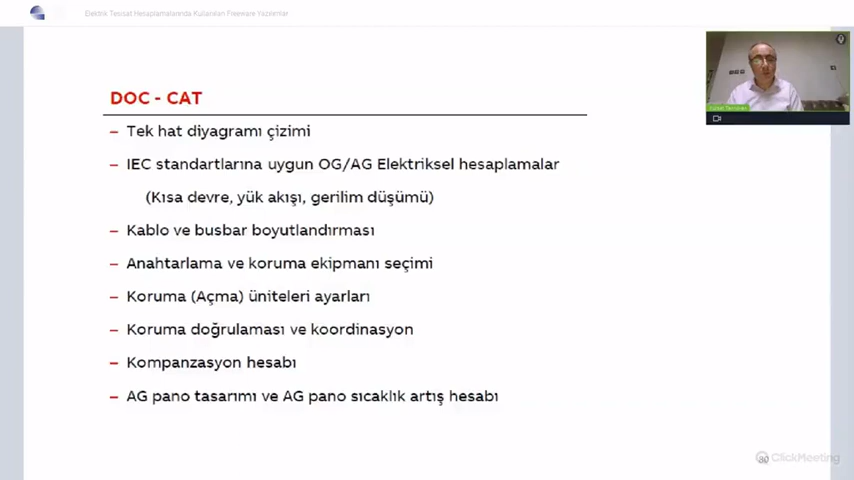 Elektrik Tesisat Hesaplamalarında Kullanılan Freeware Yazılımlar
DOC - CAT
– Tek hat diyagramı çizimi
– IEC standartlarına uygun OG/AG Elektriksel hesaplamalar
(Kısa devre, yük akışı, gerilim düşümü)
– Kablo ve busbar boyutlandırması
– Anahtarlama ve koruma ekipmanı seçimi
– Koruma (Açma) üniteleri ayarları
– Koruma doğrulaması ve koordinasyon
– Kompanzasyon hesabı
– AG pano tasarımı ve AG pano sıcaklık artış hesabı
80
ClickMeeting